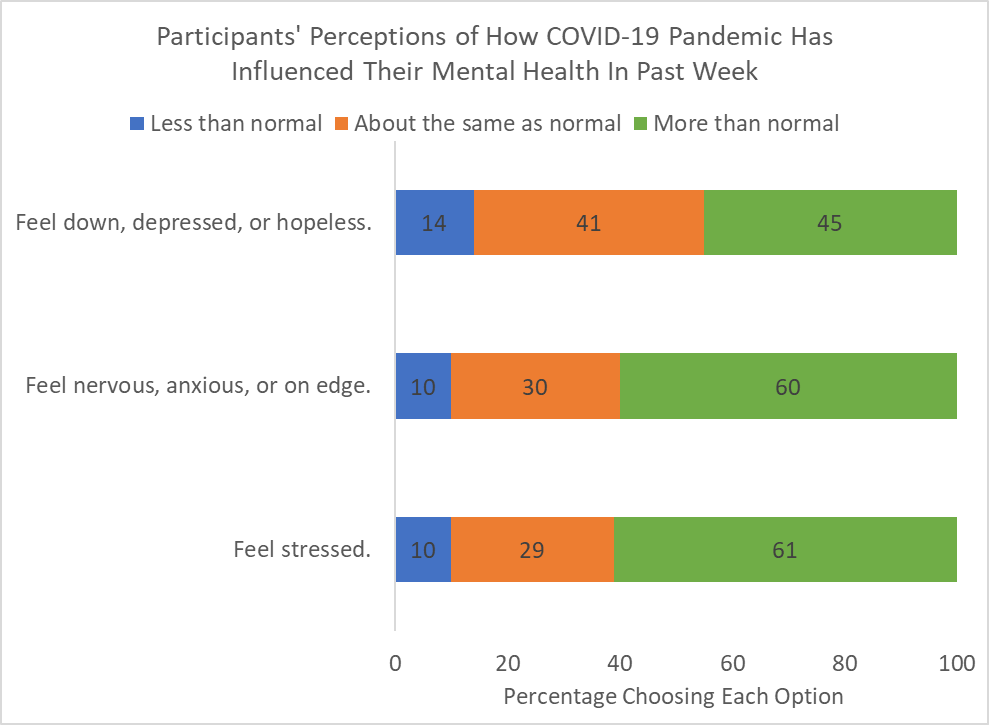 Participants' Perceptions of How COVID-19 Pandemic Has
Influenced Their Mental Health In Past Week
Less than normal About the same as normal More than normal
Feel down, depressed, or hopeless. 14 41 45
Feel nervous, anxious, or on edge. 10 30 60
Feel stressed. 10 29 61
0 20 40 60 80 100
Percentage Choosing Each Option